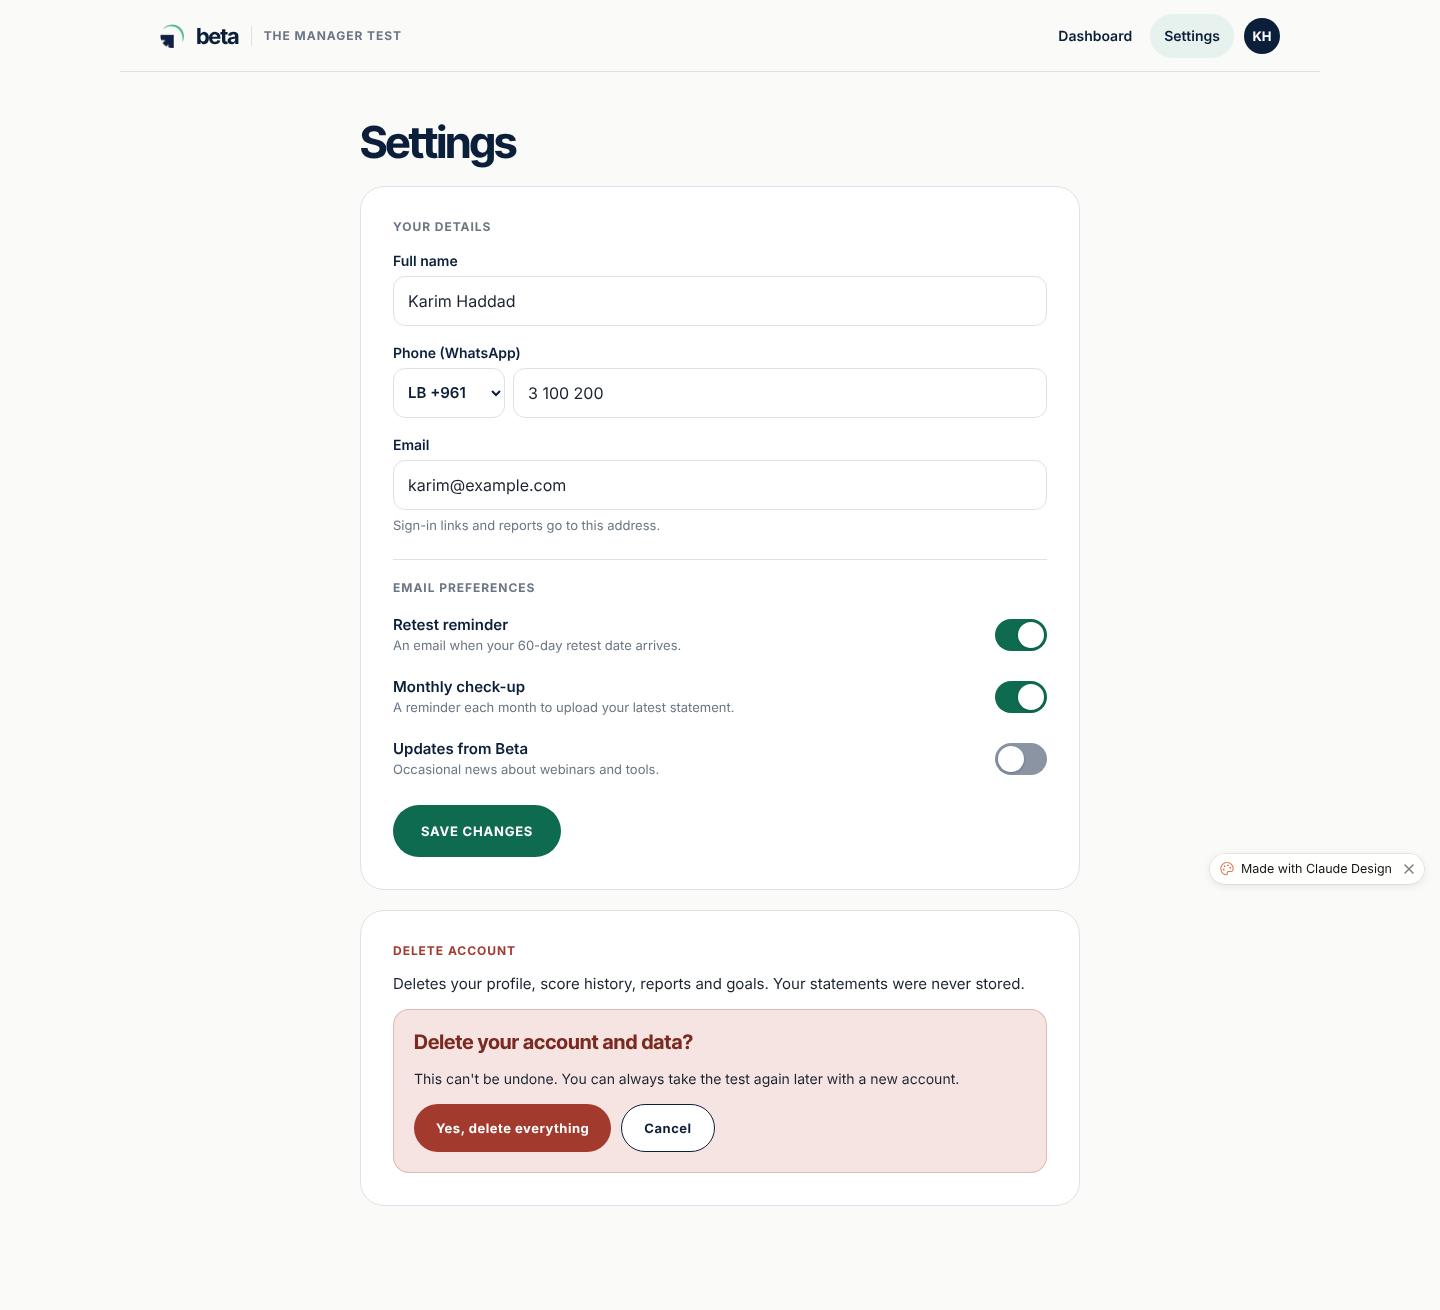 beta
THE MANAGER TEST
Dashboard
Settings
KH
Settings
YOUR DETAILS
Full name
Karim Haddad
Phone (WhatsApp)
LB +961
3 100 200
Email
karim@example.com
Sign-in links and reports go to this address.
EMAIL PREFERENCES
Retest reminder
An email when your 60-day retest date arrives.
Monthly check-up
A reminder each month to upload your latest statement.
Updates from Beta
Occasional news about webinars and tools.
SAVE CHANGES
Made with Claude Design
DELETE ACCOUNT
Deletes your profile, score history, reports and goals. Your statements were never stored.
Delete your account and data?
This can't be undone. You can always take the test again later with a new account.
Yes, delete everything
Cancel